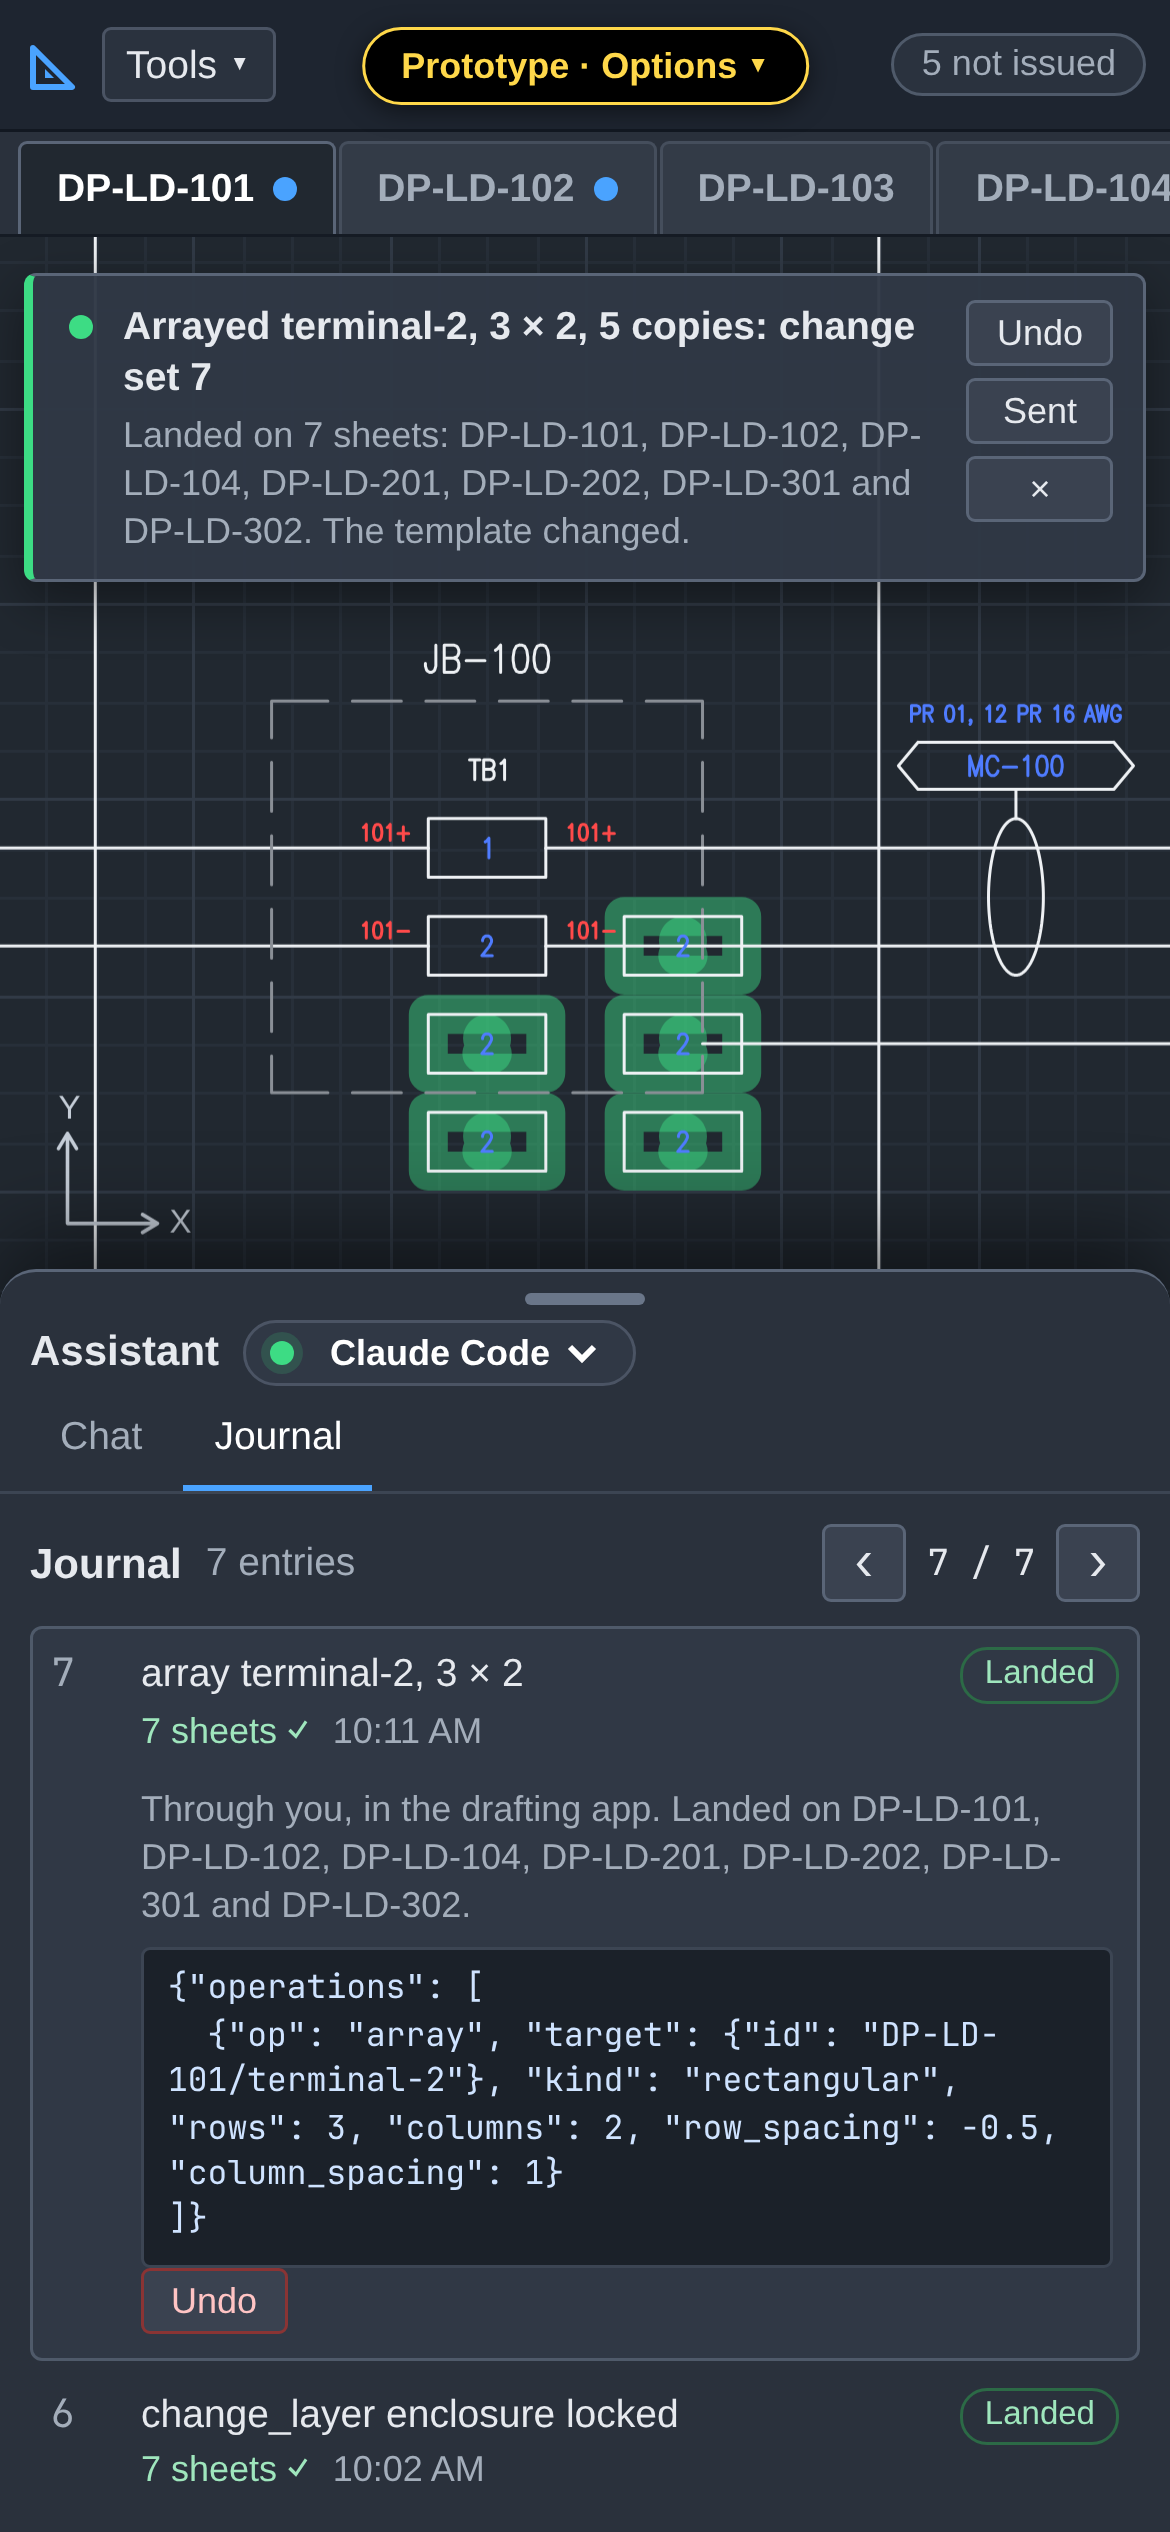 Tools ▼
Prototype · Options ▼
5 not issued
DP-LD-101
DP-LD-102
DP-LD-103
DP-LD-104
Arrayed terminal-2, 3 × 2, 5 copies: change
set 7
Landed on 7 sheets: DP-LD-101, DP-LD-102, DP-
LD-104, DP-LD-201, DP-LD-202, DP-LD-301 and
DP-LD-302. The template changed.
Undo
Sent
×
JB-100
PR 01, 12 PR 16 AWG
MC-100
TB1
101+ 1 101+
101- 2 101- 2
2 2
2 2
Y
X
Assistant
Claude Code
Chat
Journal
Journal 7 entries
‹ 7 / 7 ›
7 array terminal-2, 3 × 2 Landed
7 sheets ✓ 10:11 AM
Through you, in the drafting app. Landed on DP-LD-101,
DP-LD-102, DP-LD-104, DP-LD-201, DP-LD-202, DP-LD-
301 and DP-LD-302.
{"operations": [
{"op": "array", "target": {"id": "DP-LD-
101/terminal-2"}, "kind": "rectangular",
"rows": 3, "columns": 2, "row_spacing": -0.5,
"column_spacing": 1}
]}
Undo
6 change_layer enclosure locked Landed
7 sheets ✓ 10:02 AM